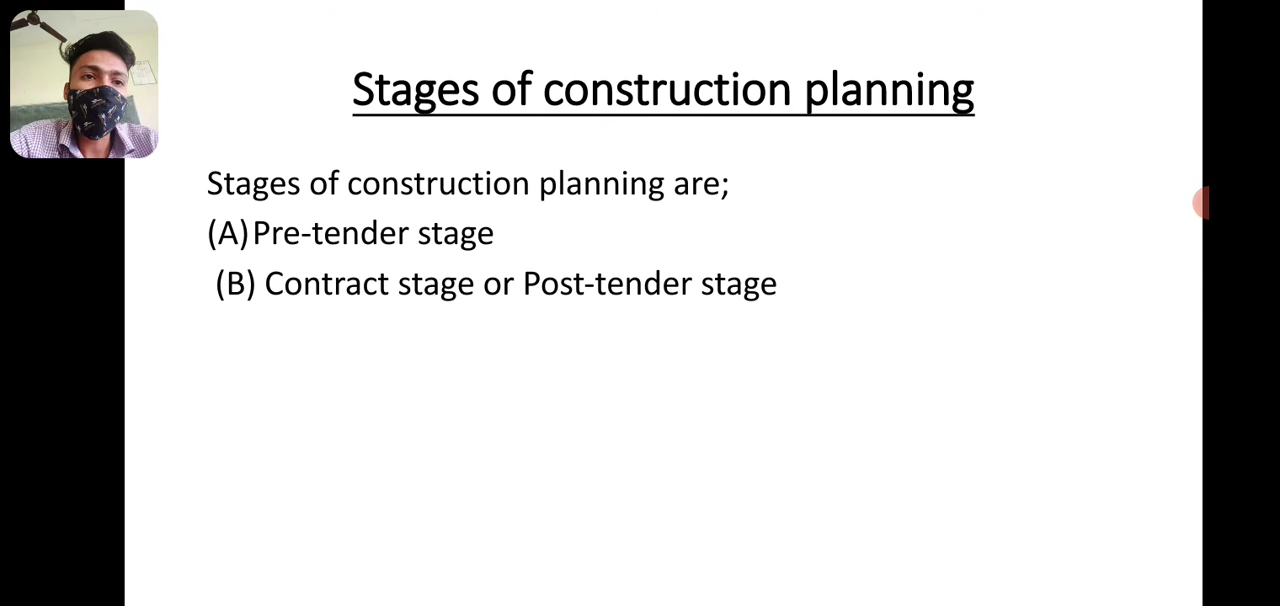 Stages of construction planning
Stages of construction planning are;
(A)Pre-tender stage
(B) Contract stage or Post-tender stage